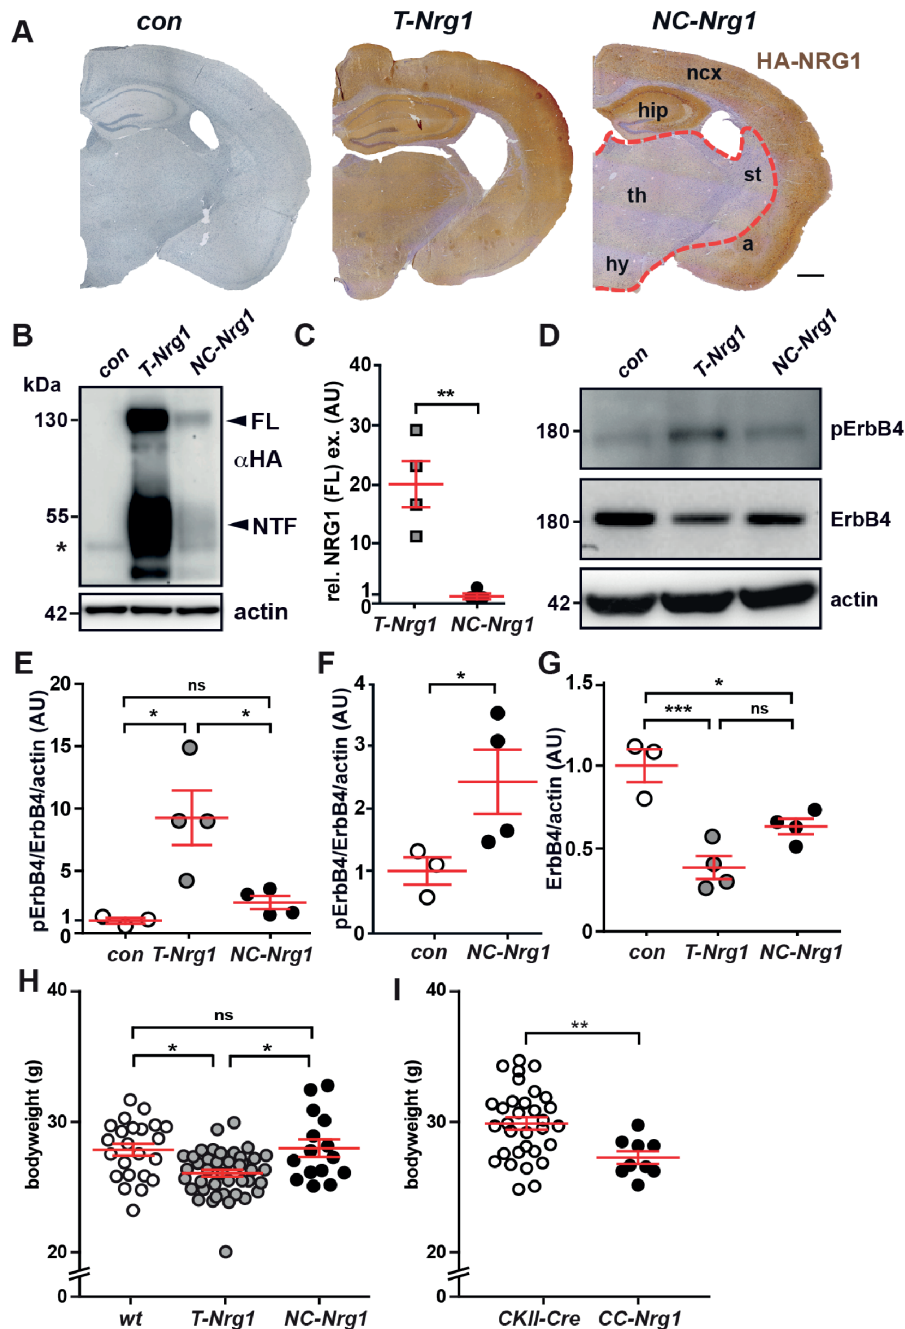 A
con
T-Nrg1
NC-Nrg1
HA-NRG1
ncx
hip
st
th
a
hy
B
con
T-Nrg1
NC-Nrg1
kDa
130
FL
αHA
55
NTF
*
42
actin
C
rel. NRG1 (FL) ex. (AU)
40
30
20
10
1
0
**
T-Nrg1
NC-Nrg1
D
con
T-Nrg1
NC-Nrg1
180
pErbB4
180
ErbB4
42
actin
E
pErbB4/ErbB4/actin (AU)
20
15
10
5
1
0
ns
*
*
con
T-Nrg1
NC-Nrg1
F
pErbB4/ErbB4/actin (AU)
4
3
2
1
0
*
con
NC-Nrg1
G
ErbB4/actin (AU)
1.5
1.0
0.5
0
*
***
ns
con
T-Nrg1
NC-Nrg1
H
bodyweight (g)
40
30
20
0
ns
*
*
wt
T-Nrg1
NC-Nrg1
I
bodyweight (g)
40
30
20
0
**
CKII-Cre
CC-Nrg1